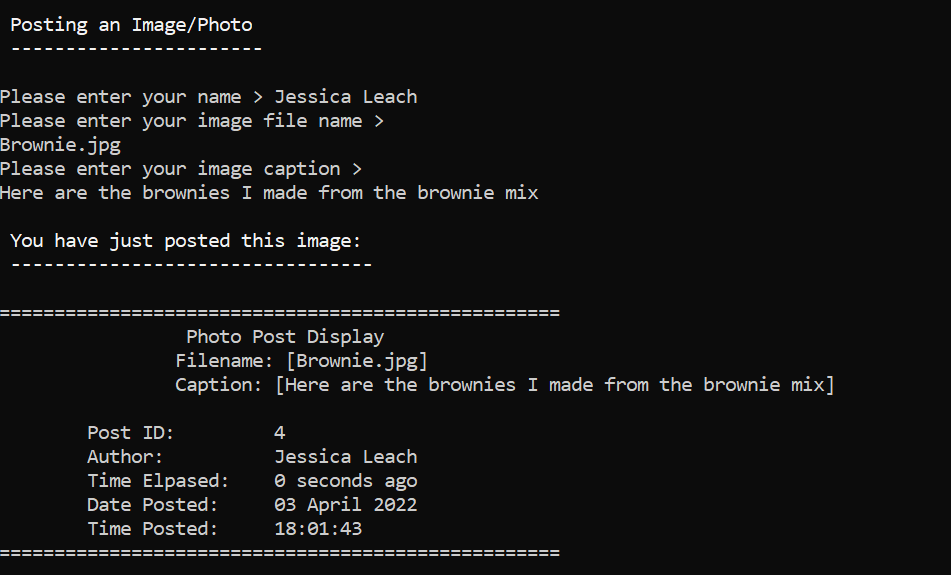 Posting an Image/Photo
-----------------------
Please enter your name > Jessica Leach
Please enter your image file name >
Brownie.jpg
Please enter your image caption >
Here are the brownies I made from the brownie mix
You have just posted this image:
---------------------------------
===================================================
Photo Post Display
Filename: [Brownie.jpg]
Caption: [Here are the brownies I made from the brownie mix]
Post ID: 4
Author: Jessica Leach
Time Elpased: 0 seconds ago
Date Posted: 03 April 2022
Time Posted: 18:01:43
===================================================